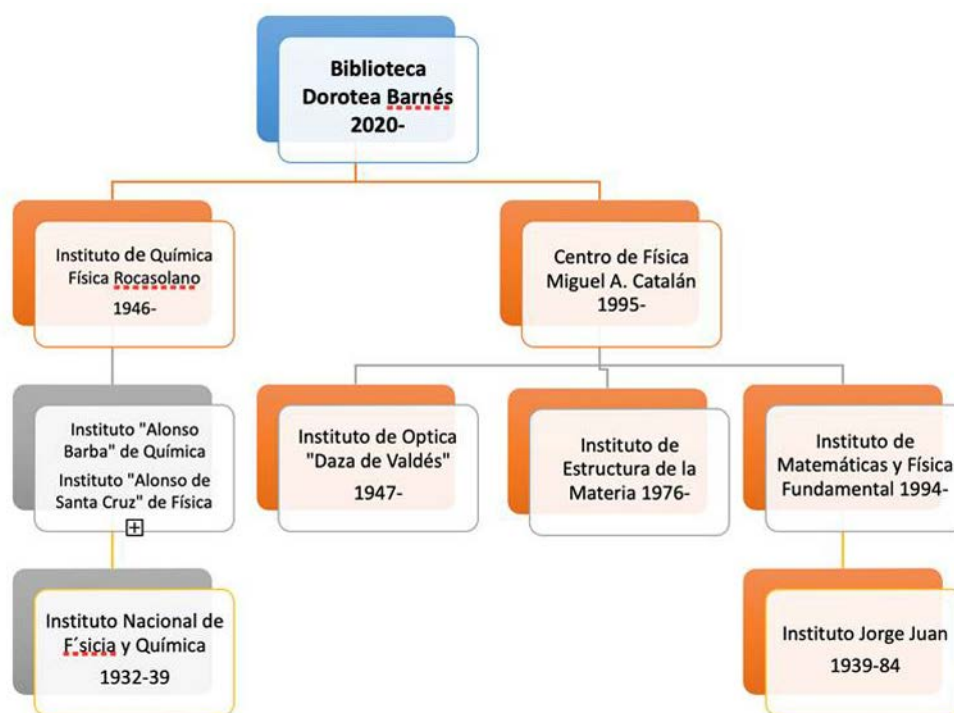 Biblioteca
Dorotea Barnés
2020-
Instituto de Química
Física Rocasolano
1946-
Centro de Física
Miguel A. Catalán
1995-
Instituto "Alonso
Barba" de Química
Instituto "Alonso de
Santa Cruz" de Física
Instituto de Optica
"Daza de Valdés"
1947-
Instituto de
Estructura de la
Materia 1976-
Instituto de
Matemáticas y Física
Fundamental 1994-
Instituto Nacional de
F´sicia y Química
1932-39
Instituto Jorge Juan
1939-84